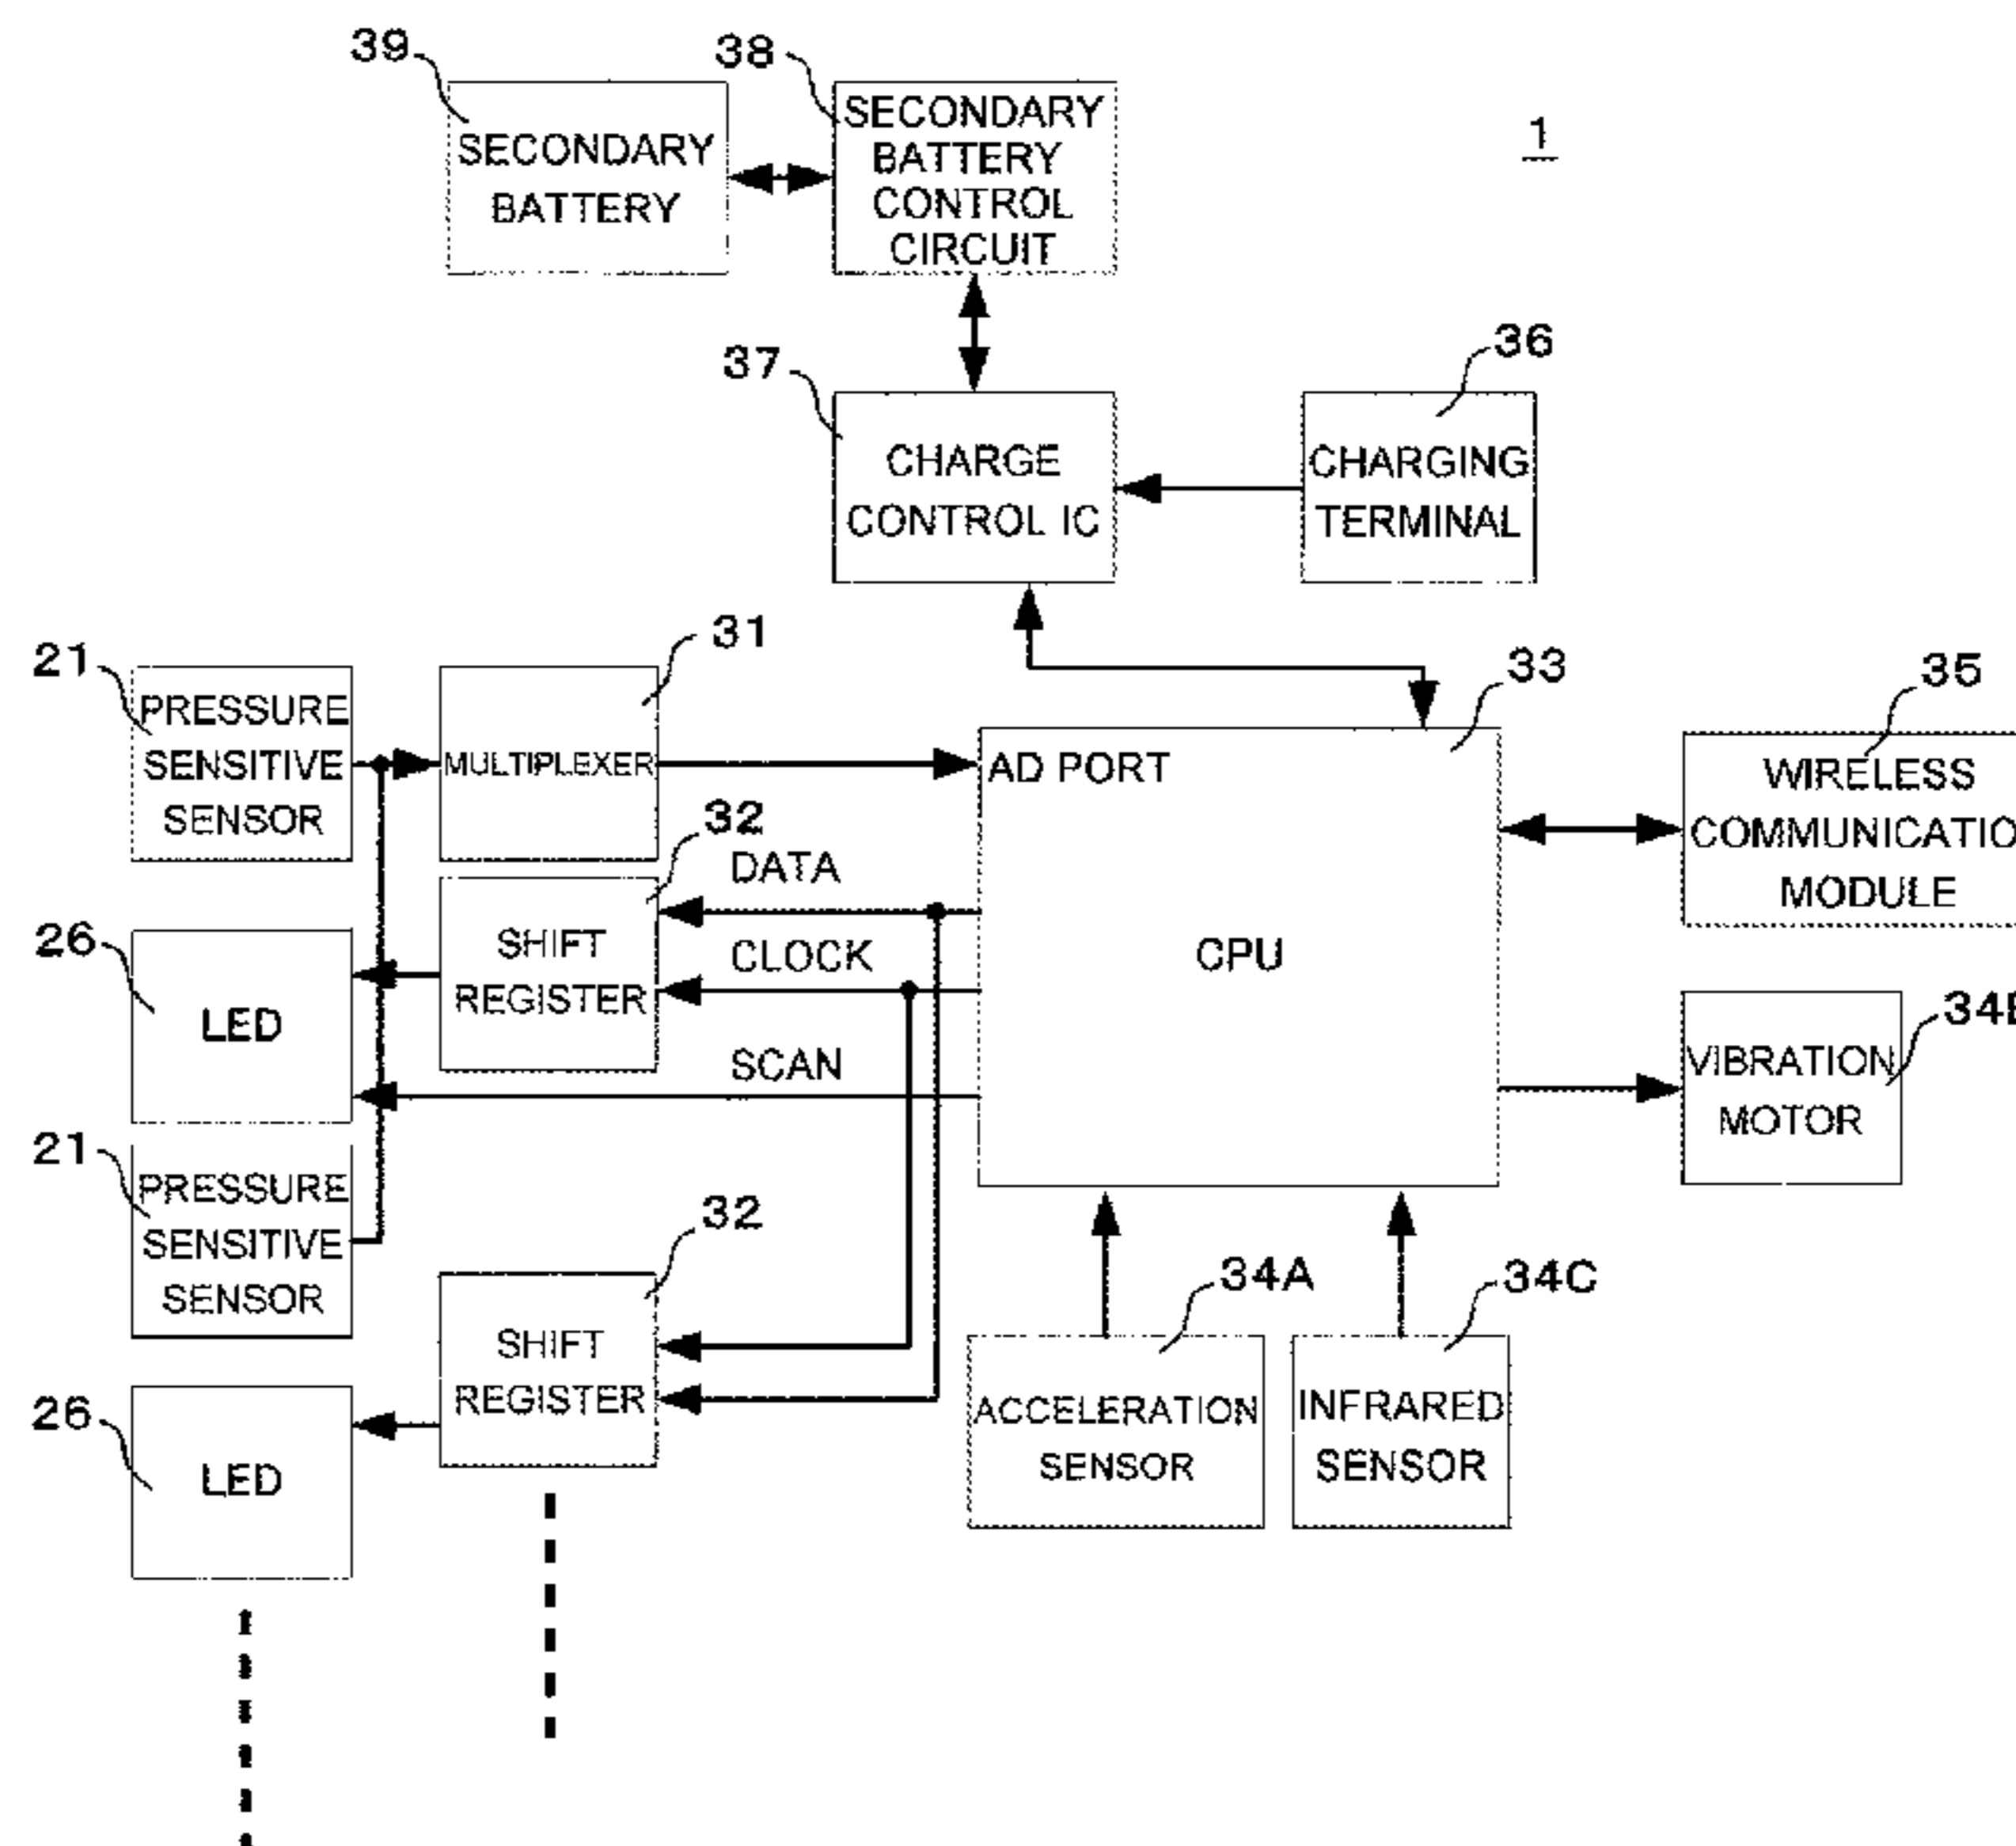 39
38
SECONDARY
BATTERY
SECONDARY
BATTERY
CONTROL
CIRCUIT
1
37
36
CHARGE
CONTROL IC
CHARGING
TERMINAL
21
31
33
35
PRESSURE
SENSITIVE
SENSOR
MULTIPLEXER
AD PORT
WIRELESS
COMMUNICATIO
MODULE
32
DATA
26
SHIFT
REGISTER
CLOCK
CPU
LED
SCAN
34B
VIBRATION
MOTOR
21
PRESSURE
SENSITIVE
SENSOR
32
34A
34C
SHIFT
REGISTER
ACCELERATION
SENSOR
INFRARED
SENSOR
26
LED